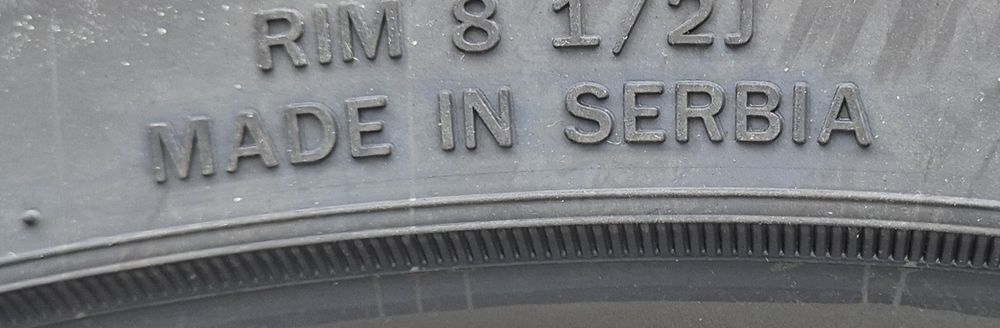 RIM 8 1/2J
MADE IN SERBIA